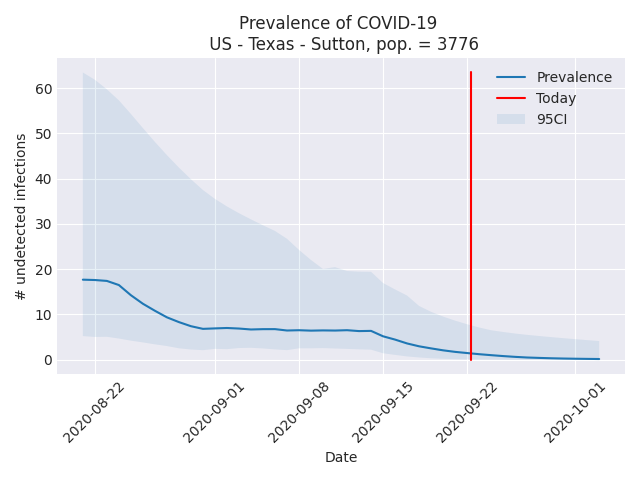 Prevalence of COVID-19
US - Texas - Sutton, pop. = 3776
Prevalence
Today
95CI
# undetected infections
60
50
40
30
20
10
0
2020-08-22
2020-09-01
2020-09-08
2020-09-15
2020-09-22
2020-10-01
Date